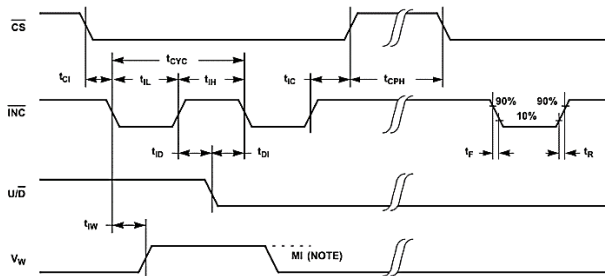 CS
tCYC
tCI
tIL
tIH
tIC
tCPH
INC
90%
90%
10%
tID
tDI
tF
tR
U/D
tIW
MI (NOTE)
VW